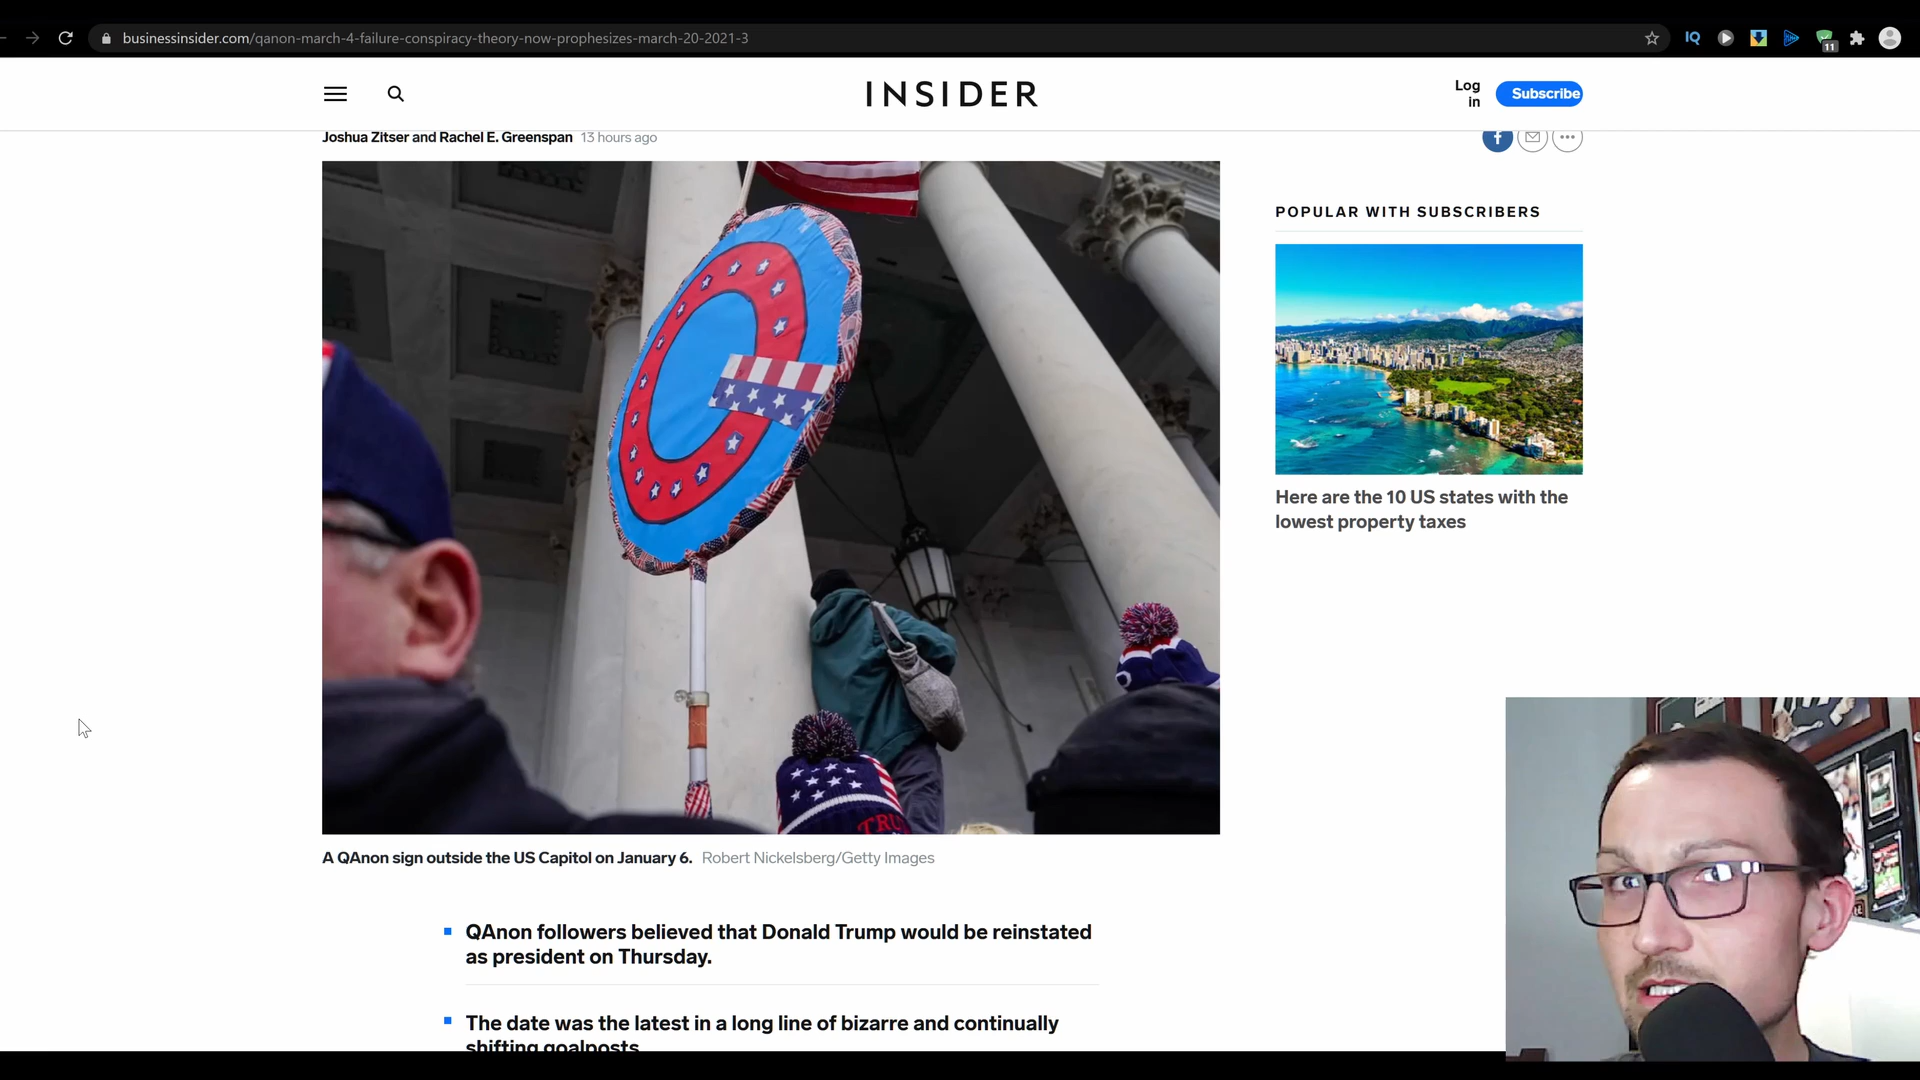 businessinsider.com/qanon-march-4-failure-conspiracy-theory-now-prophesizes-march-20-2021-3
IQ
11
INSIDER
Log
in
Subscribe
Joshua Zitser and Rachel E. Greenspan 13 hours ago
f
POPULAR WITH SUBSCRIBERS
Q
Here are the 10 US states with the
lowest property taxes
TRU
A QAnon sign outside the US Capitol on January 6. Robert Nickelsberg/Getty Images
QAnon followers believed that Donald Trump would be reinstated
as president on Thursday.
The date was the latest in a long line of bizarre and continually
shifting goalposts.